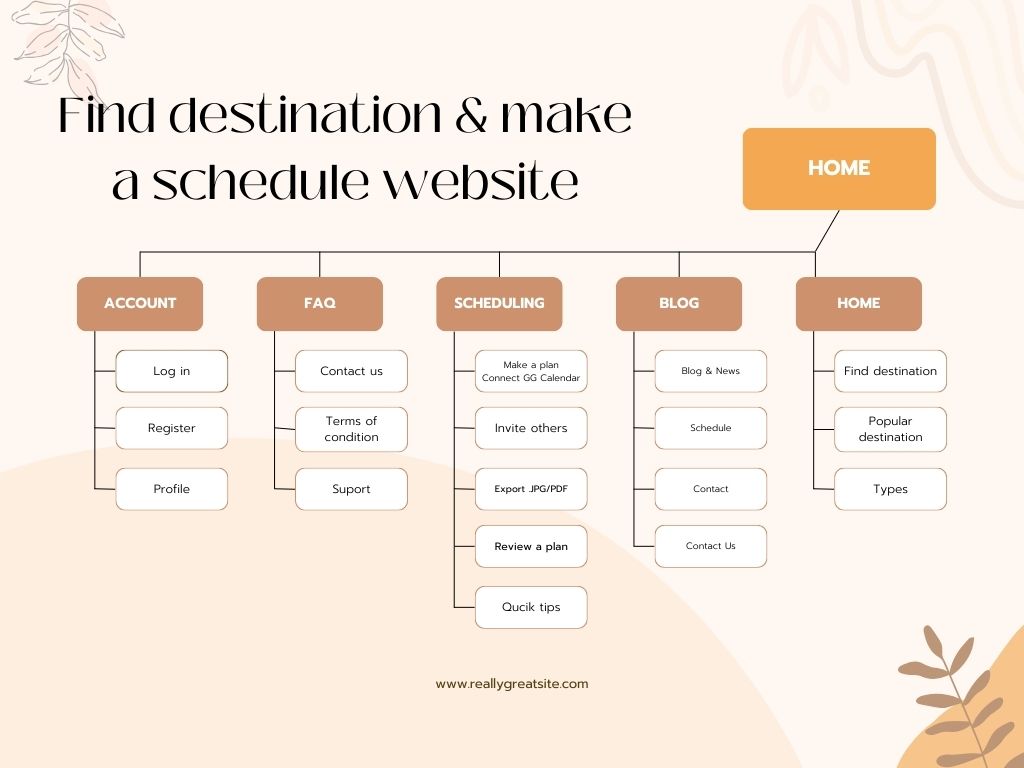 Find destination & make
a schedule website
HOME
ACCOUNT
Log in
Register
Profile
FAQ
Contact us
Terms of
condition
Suport
SCHEDULING
Make a plan
Connect GG Calendar
Invite others
Export .JPG/PDF
Review a plan
Qucik tips
BLOG
Blog & News
Schedule
Contact
Contact Us
HOME
Find destination
Popular
destination
Types
www.reallygreatsite.com